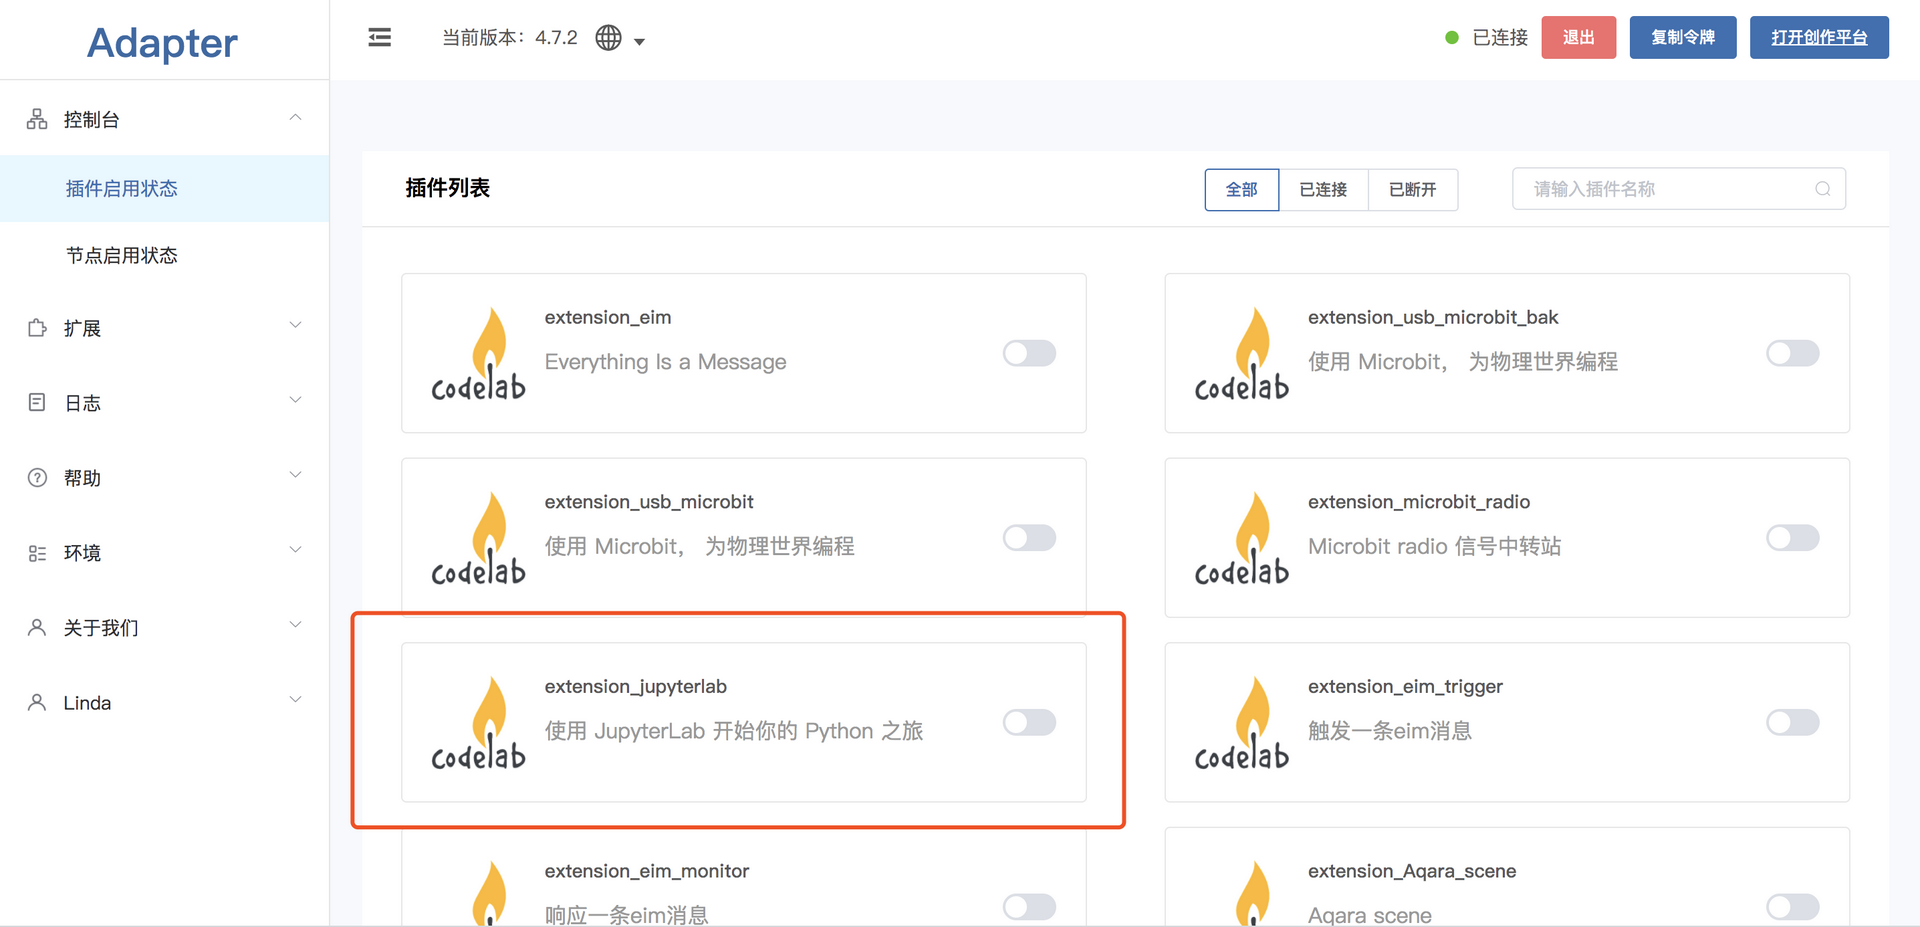 Adapter
当前版本：4.7.2
已连接
退出
复制令牌
打开创作平台
控制台
插件启用状态
节点启用状态
扩展
日志
帮助
环境
关于我们
Linda
插件列表
全部
已连接
已断开
请输入插件名称
codelab
extension_eim
Everything Is a Message
codelab
extension_usb_microbit_bak
使用 Microbit， 为物理世界编程
codelab
extension_usb_microbit
使用 Microbit， 为物理世界编程
codelab
extension_microbit_radio
Microbit radio 信号中转站
codelab
extension_jupyterlab
使用 JupyterLab 开始你的 Python 之旅
codelab
extension_eim_trigger
触发一条eim消息
extension_eim_monitor
响应一条eim消息
extension_Aqara_scene
Aqara scene